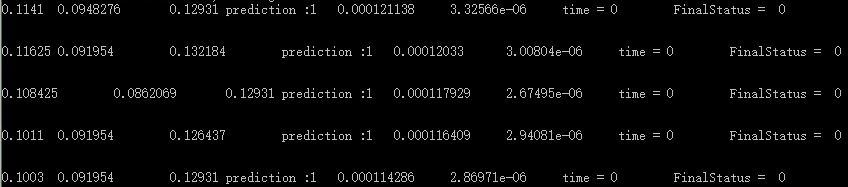 0.1141 0.0948276 0.12931 prediction :1 0.000121138 3.32566e-06 time = 0 FinalStatus = 0
0.11625 0.091954 0.132184 prediction :1 0.00012033 3.00804e-06 time = 0 FinalStatus = 0
0.108425 0.0862069 0.12931 prediction :1 0.000117929 2.67495e-06 time = 0 FinalStatus = 0
0.1011 0.091954 0.126437 prediction :1 0.000116409 2.94081e-06 time = 0 FinalStatus = 0
0.1003 0.091954 0.12931 prediction :1 0.000114286 2.86971e-06 time = 0 FinalStatus = 0